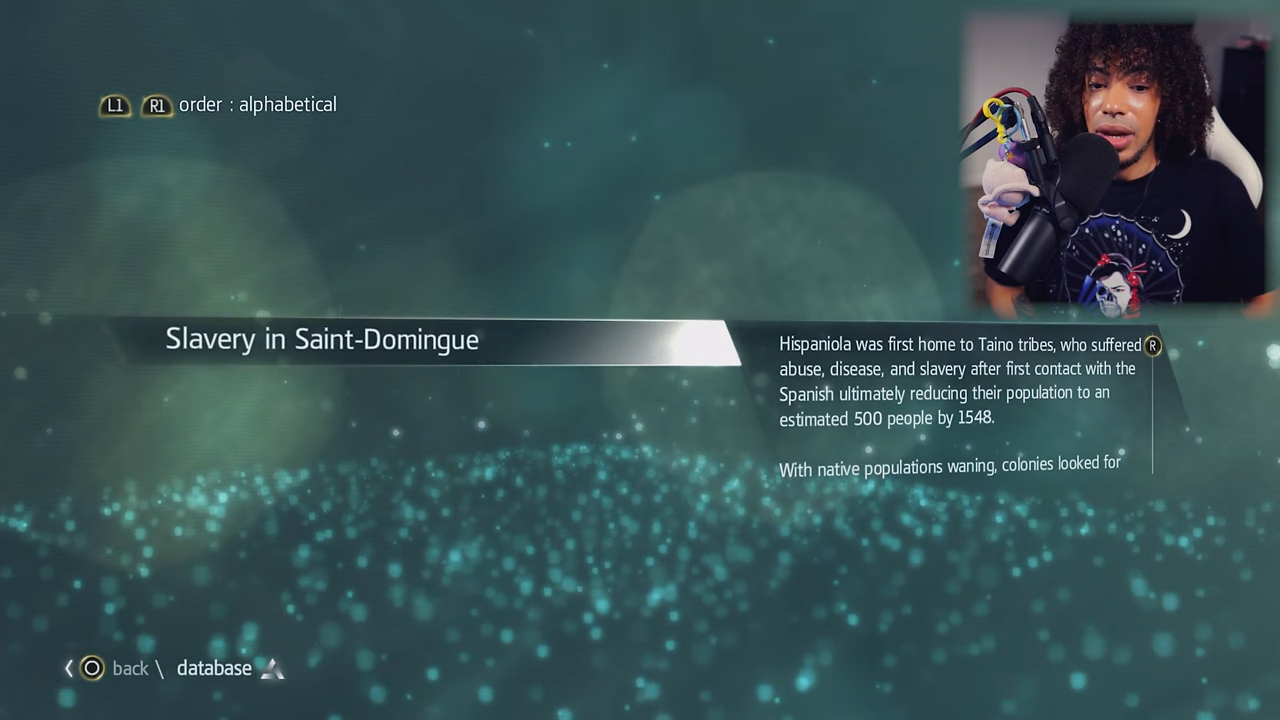 L1 R1 order : alphabetical
Slavery in Saint-Domingue
Hispaniola was first home to Taino tribes, who suffered R
abuse, disease, and slavery after first contact with the
Spanish ultimately reducing their population to an
estimated 500 people by 1548.
With native populations waning, colonies looked for
back \ database